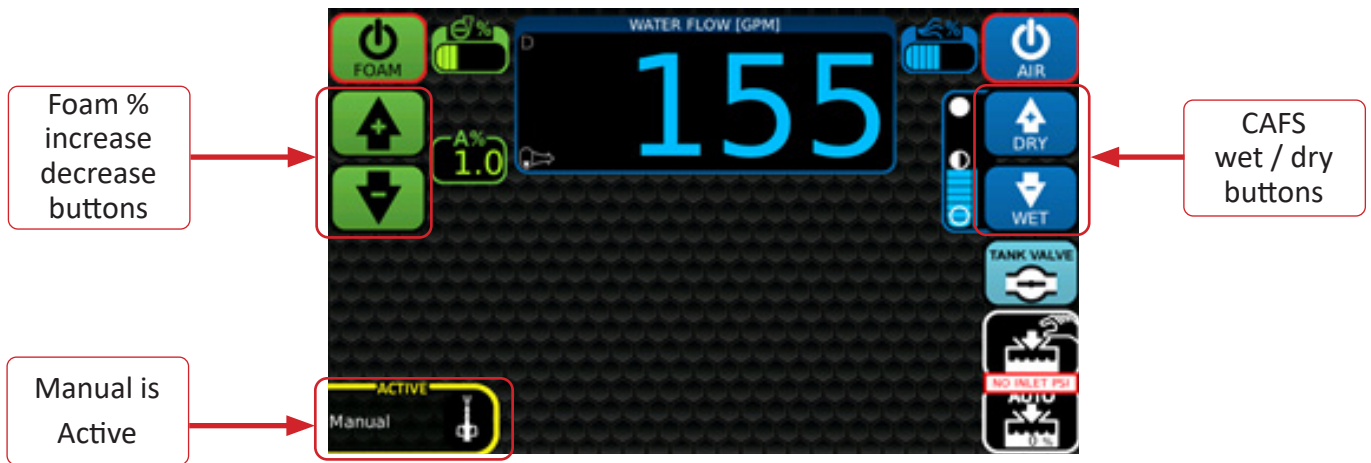 Foam %
increase
decrease
buttons
Manual is
Active
FOAM
%
A%
1.0
WATER FLOW [GPM]
D
155
%
AIR
DRY
WET
TANK VALVE
NO INLET PSI
AUTO
0 %
ACTIVE
Manual
CAFS
wet / dry
buttons